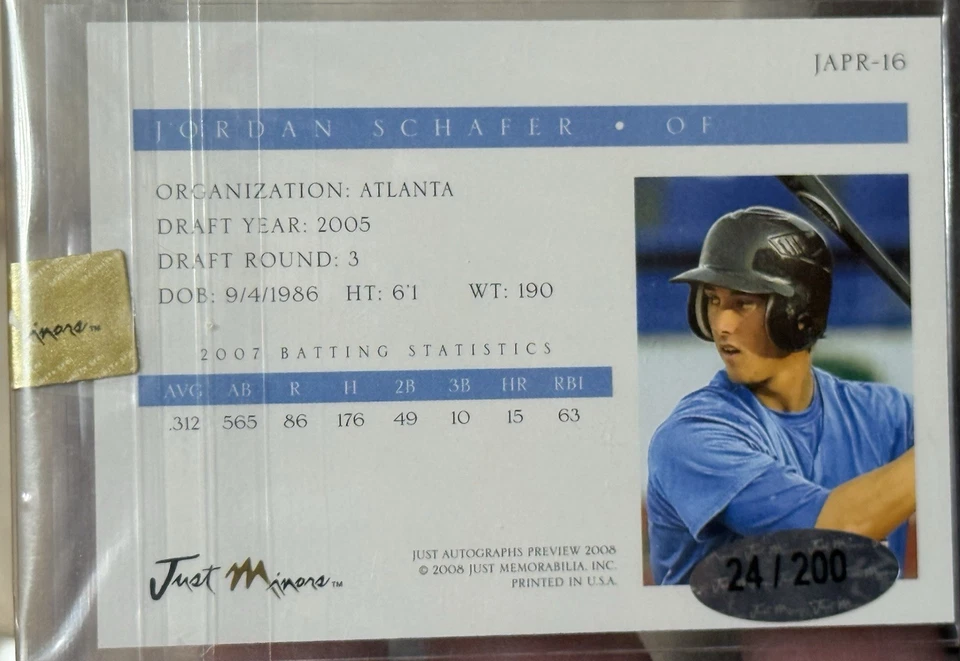 JAPR-16
JORDAN SCHAFER • OF
ORGANIZATION: ATLANTA
DRAFT YEAR: 2005
DRAFT ROUND: 3
DOB: 9/4/1986 HT: 6'1 WT: 190
2007 BATTING STATISTICS
AVG AB R H 2B 3B HR RBI
.312 565 86 176 49 10 15 63
Just Minors™
JUST AUTOGRAPHS PREVIEW 2008
© 2008 JUST MEMORABILIA, INC.
PRINTED IN U.S.A.
24 / 200
inors™